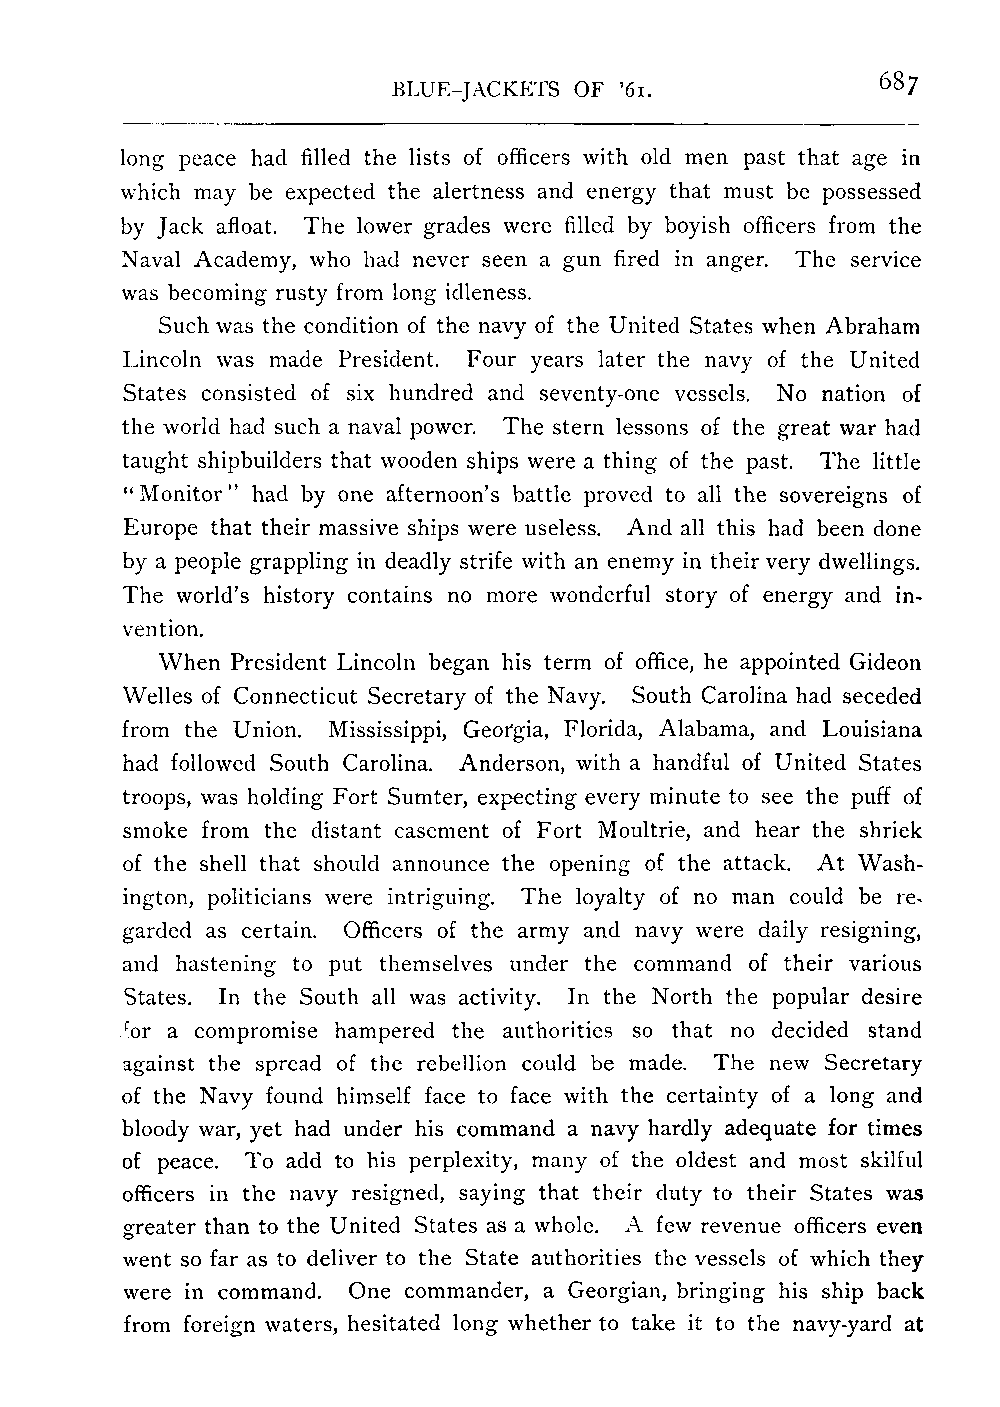 BLUE-JACKETS OF '61. 687
long peace had filled the lists of officers with old men past that age in
which may be expected the alertness and energy that must be possessed
by Jack afloat. The lower grades were filled by boyish officers from the
Naval Academy, who had never seen a gun fired in anger. The service
was becoming rusty from long idleness.
Such was the condition of the navy of the United States when Abraham
Lincoln was made President. Four years later the navy of the United
States consisted of six hundred and seventy-one vessels. No nation of
the world had such a naval power. The stern lessons of the great war had
taught shipbuilders that wooden ships were a thing of the past. The little
"Monitor" had by one afternoon's battle proved to all the sovereigns of
Europe that their massive ships were useless. And all this had been done
by a people grappling in deadly strife with an enemy in their very dwellings.
The world's history contains no more wonderful story of energy and in-
vention.
When President Lincoln began his term of office, he appointed Gideon
Welles of Connecticut Secretary of the Navy. South Carolina had seceded
from the Union. Mississippi, Georgia, Florida, Alabama, and Louisiana
had followed South Carolina. Anderson, with a handful of United States
troops, was holding Fort Sumter, expecting every minute to see the puff of
smoke from the distant casement of Fort Moultrie, and hear the shriek
of the shell that should announce the opening of the attack. At Wash-
ington, politicians were intriguing. The loyalty of no man could be re-
garded as certain. Officers of the army and navy were daily resigning,
and hastening to put themselves under the command of their various
States. In the South all was activity. In the North the popular desire
for a compromise hampered the authorities so that no decided stand
against the spread of the rebellion could be made. The new Secretary
of the Navy found himself face to face with the certainty of a long and
bloody war, yet had under his command a navy hardly adequate for times
of peace. To add to his perplexity, many of the oldest and most skilful
officers in the navy resigned, saying that their duty to their States was
greater than to the United States as a whole. A few revenue officers even
went so far as to deliver to the State authorities the vessels of which they
were in command. One commander, a Georgian, bringing his ship back
from foreign waters, hesitated long whether to take it to the navy-yard at